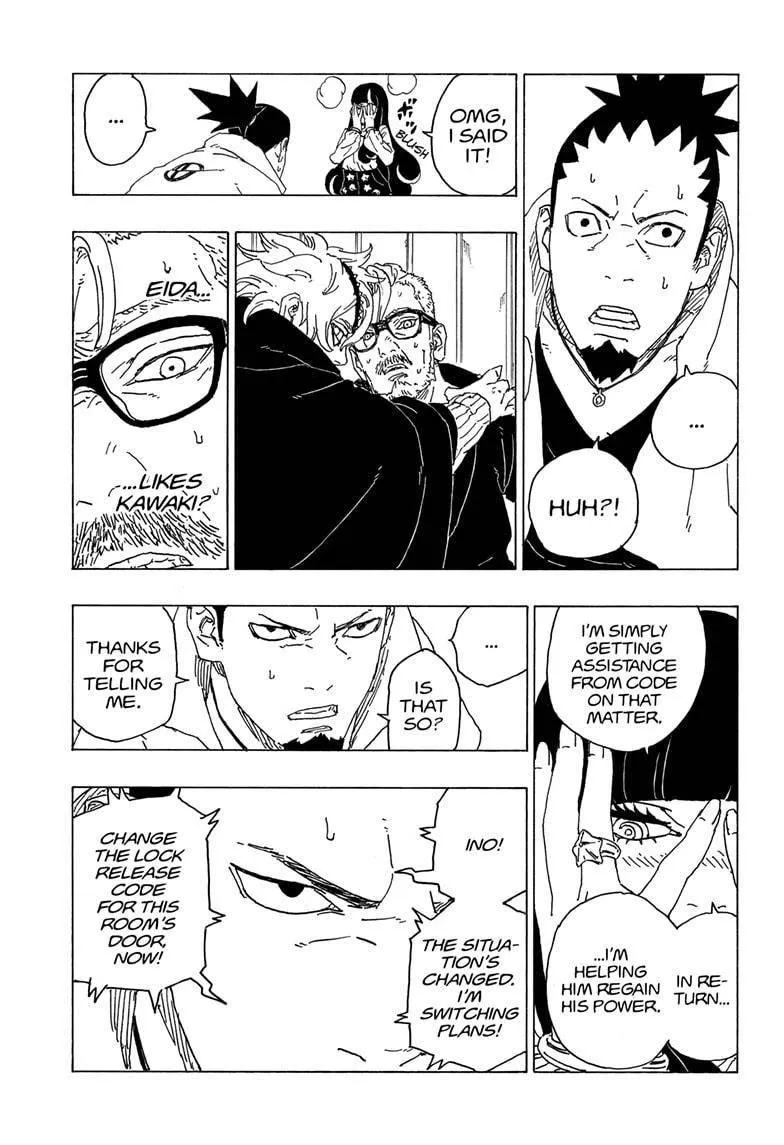 ...
HUH?!
OMG,
I SAID
IT!
BLUSH
...
EIDA...
...LIKES
KAWAKI?
I'M SIMPLY
GETTING
ASSISTANCE
FROM CODE
ON THAT
MATTER.
IN RE-
TURN...
...I'M
HELPING
HIM REGAIN
HIS POWER.
...
IS
THAT
SO?
THANKS
FOR
TELLING
ME.
INO!
THE SITUA-
TION'S
CHANGED.
I'M
SWITCHING
PLANS!
CHANGE
THE LOCK
RELEASE
CODE
FOR THIS
ROOM'S
DOOR,
NOW!